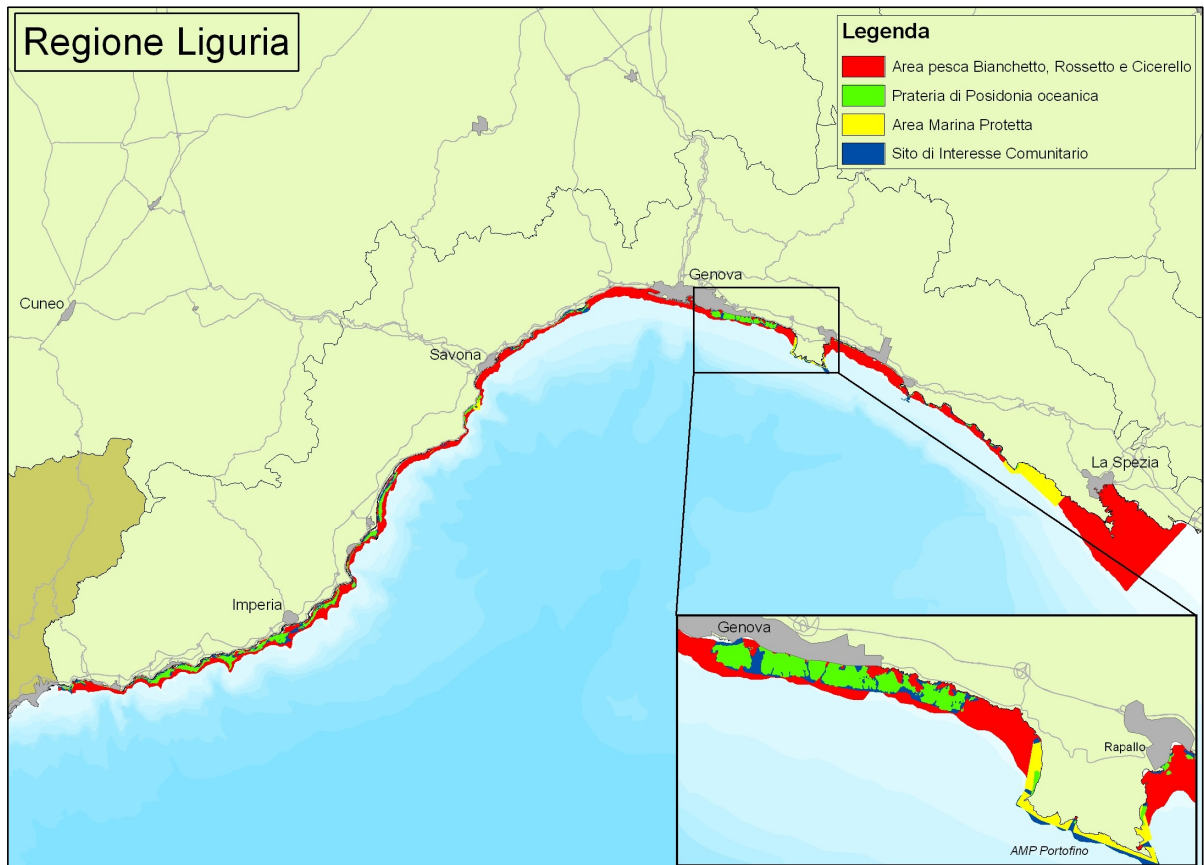 Regione Liguria
Legenda
Area pesca Bianchetto, Rossetto e Cicerello
Prateria di Posidonia oceanica
Area Marina Protetta
Sito di Interesse Comunitario
Genova
Cuneo
Savona
La Spezia
Imperia
Genova
Rapallo
AMP Portofino